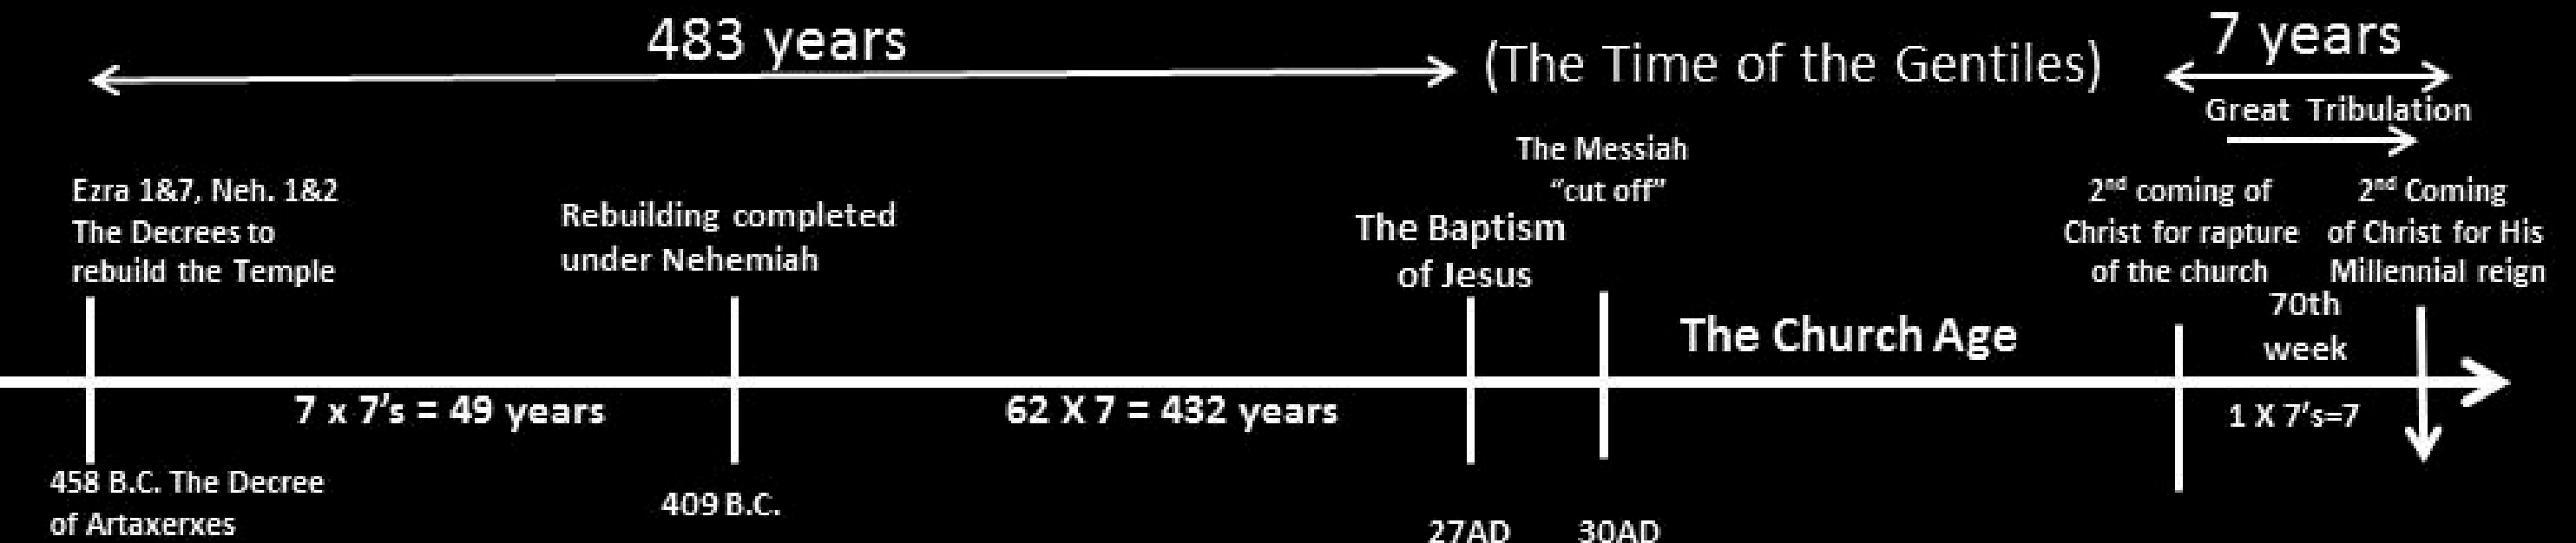 483 years
(The Time of the Gentiles)
7 years
Great Tribulation
Ezra 1&7, Neh. 1&2
The Decrees to
rebuild the Temple
Rebuilding completed
under Nehemiah
The Baptism
of Jesus
The Messiah
“cut off”
The Church Age
2nd coming of
Christ for rapture
of the church
2nd Coming
of Christ for His
Millennial reign
70th
week
7 x 7’s = 49 years
62 X 7 = 432 years
1 X 7’s=7
458 B.C. The Decree
of Artaxerxes
409 B.C.
27AD
30AD